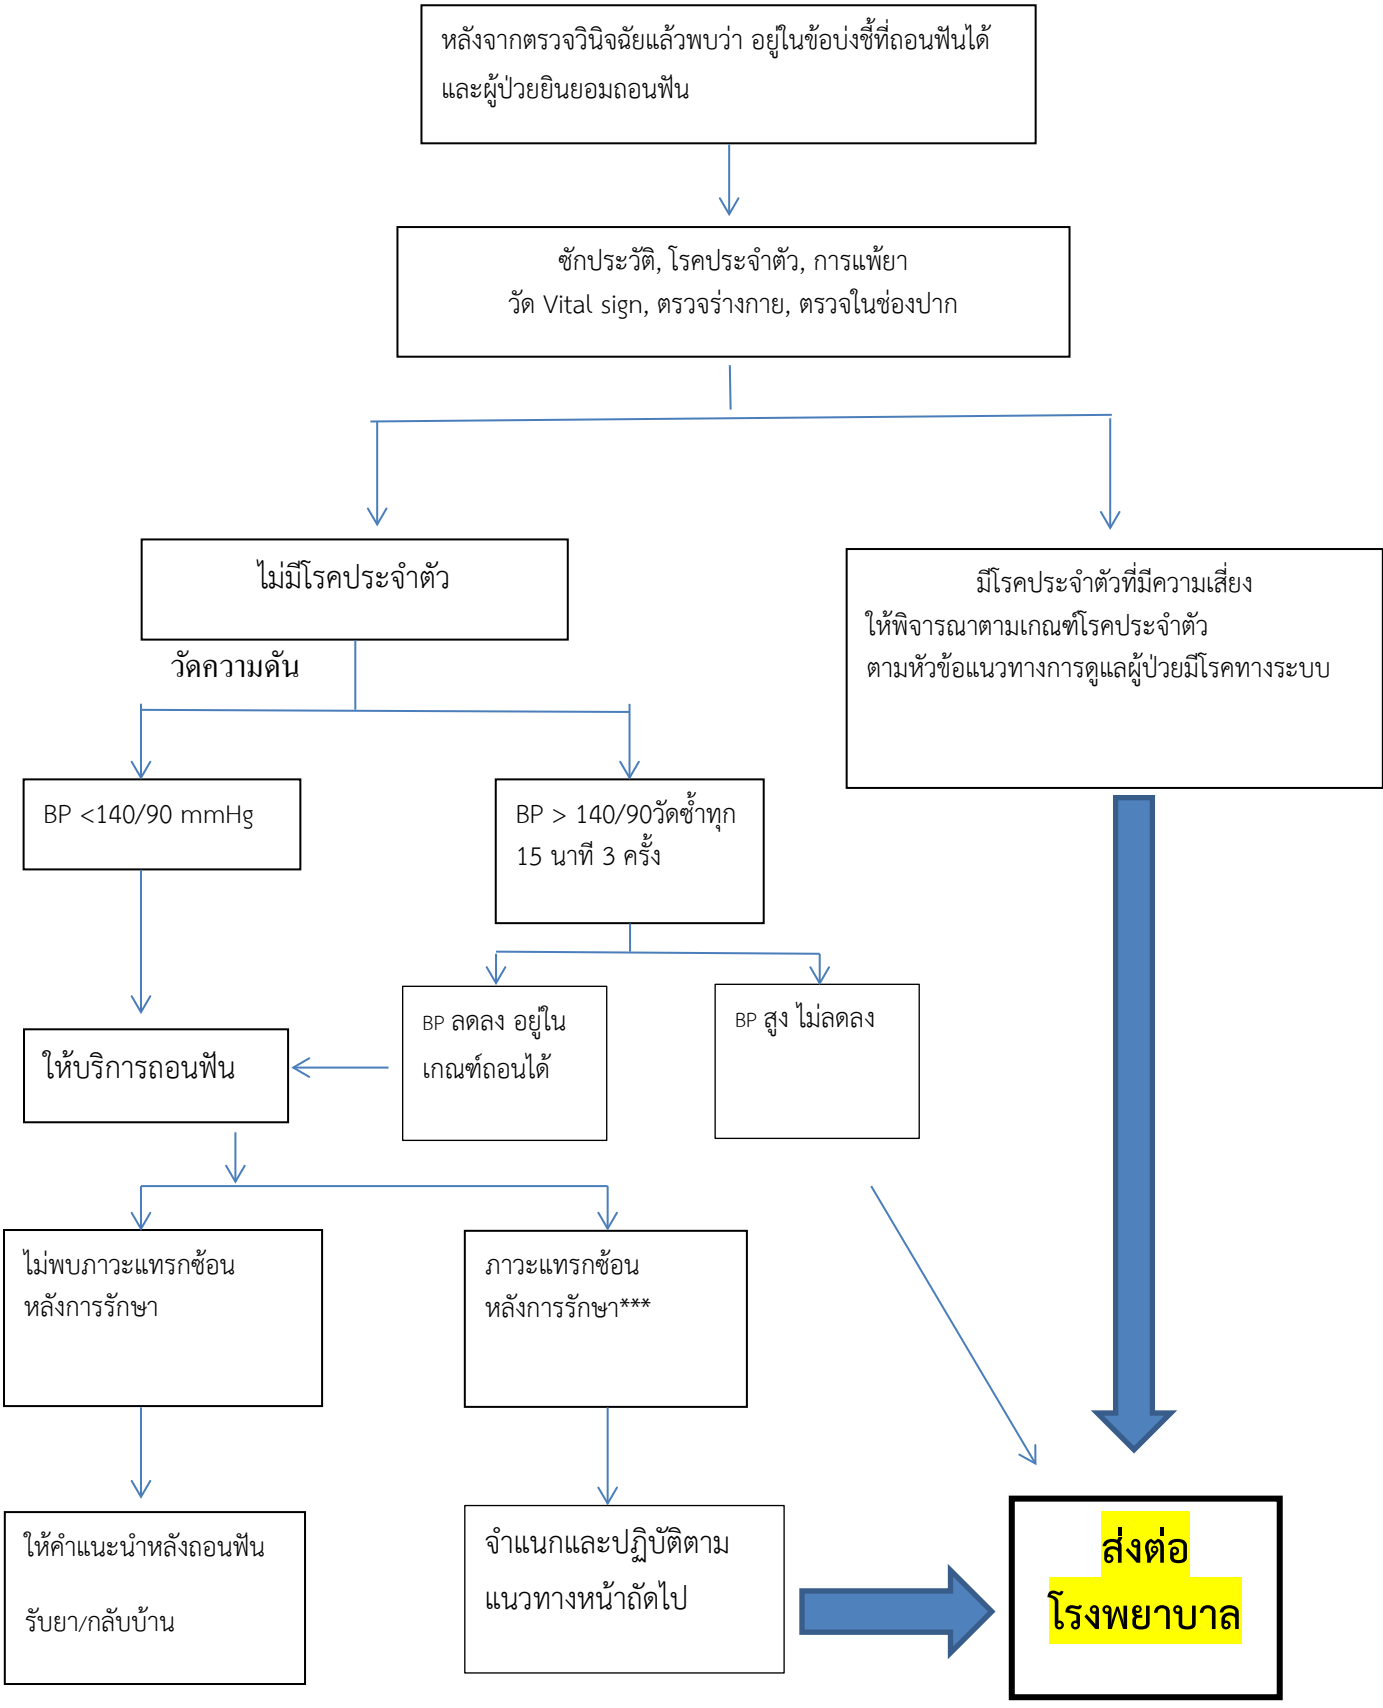 หลังจากตรวจวินิจฉัยแล้วพบว่า อยู่ในข้อบ่งชี้ที่ถอนฟันได้
และผู้ป่วยยินยอมถอนฟัน
ซักประวัติ, โรคประจำตัว, การแพ้ยา
วัด Vital sign, ตรวจร่างกาย, ตรวจในช่องปาก
ไม่มีโรคประจำตัว
มีโรคประจำตัวที่มีความเสี่ยง
ให้พิจารณาตามเกณฑ์โรคประจำตัว
ตามหัวข้อแนวทางการดูแลผู้ป่วยมีโรคทางระบบ
วัดความดัน
BP <140/90 mmHg
BP > 140/90วัดซ้ำทุก
15 นาที 3 ครั้ง
BP ลดลง อยู่ใน
เกณฑ์ถอนได้
BP สูง ไม่ลดลง
ให้บริการถอนฟัน
ไม่พบภาวะแทรกซ้อน
หลังการรักษา
ภาวะแทรกซ้อน
หลังการรักษา***
ให้คำแนะนำหลังถอนฟัน
รับยา/กลับบ้าน
จำแนกและปฏิบัติตาม
แนวทางหน้าถัดไป
ส่งต่อ
โรงพยาบาล